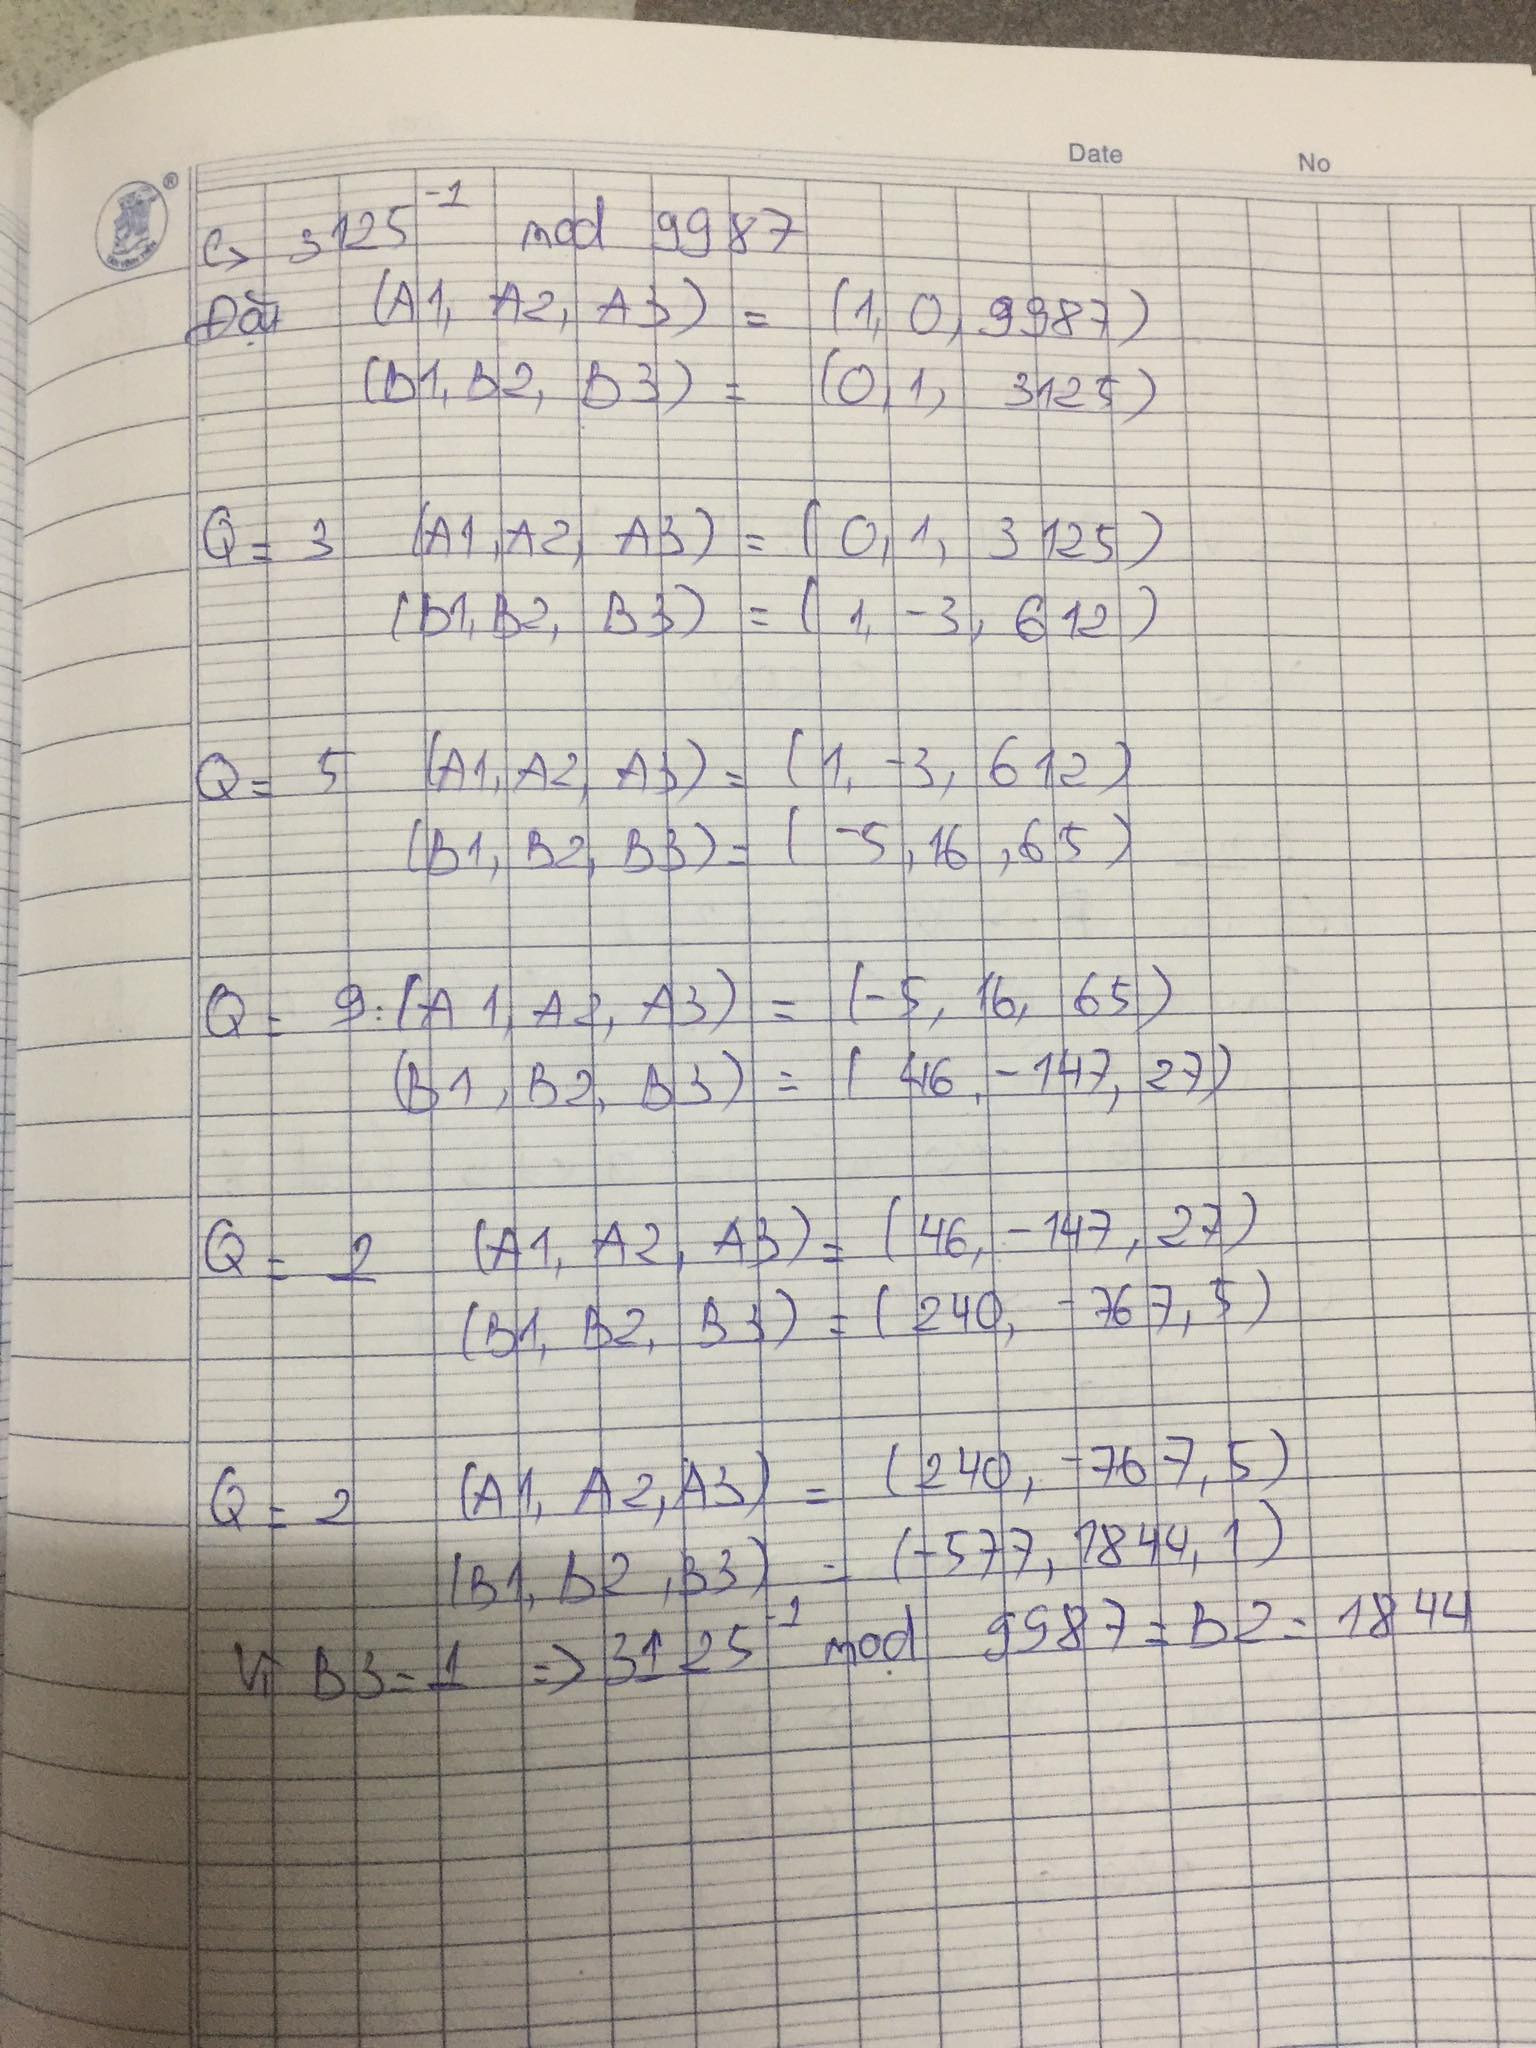 Date No
C> 3125^-1 mod 9987
Đặt (A1, A2, A3) = (1, 0, 9987)
(B1, B2, B3) = (0, 1, 3125)
Q = 3 (A1, A2, A3) = (0, 1, 3125)
(B1, B2, B3) = (1, -3, 612)
Q = 5 (A1, A2, A3) = (1, -3, 612)
(B1, B2, B3) = (-5, 16, 65)
Q = 9: (A1, A2, A3) = (-5, 16, 65)
(B1, B2, B3) = (46, -147, 27)
Q = 2 (A1, A2, A3) = (46, -147, 27)
(B1, B2, B3) = (240, -767, 5)
Q = 2 (A1, A2, A3) = (240, -767, 5)
(B1, B2, B3) = (-577, 1844, 1)
Vì B3 = 1 => 3125^-1 mod 9987 = B2 = 1844